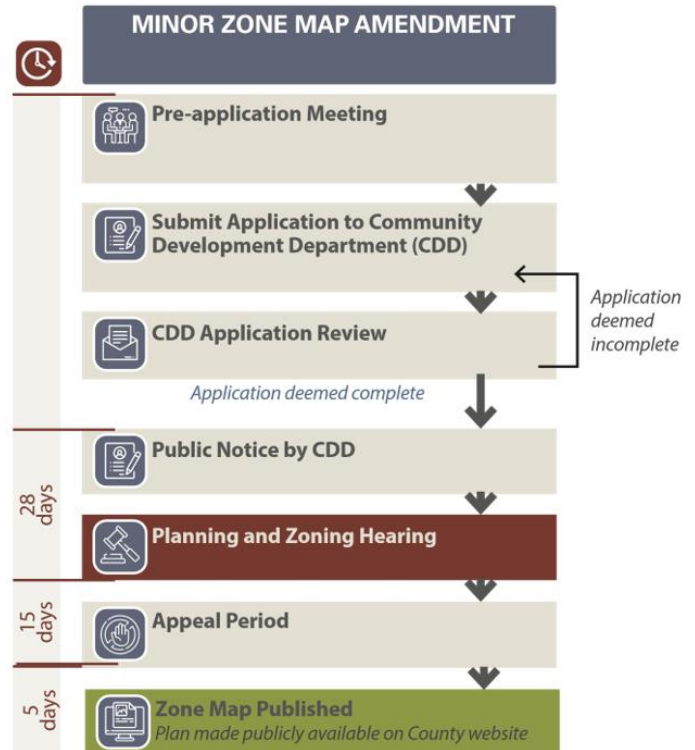 MINOR ZONE MAP AMENDMENT
Pre-application Meeting
Submit Application to Community
Development Department (CDD)
Application
deemed
incomplete
CDD Application Review
Application deemed complete
Public Notice by CDD
28
days
Planning and Zoning Hearing
15
days
Appeal Period
5
days
Zone Map Published
Plan made publicly available on County website